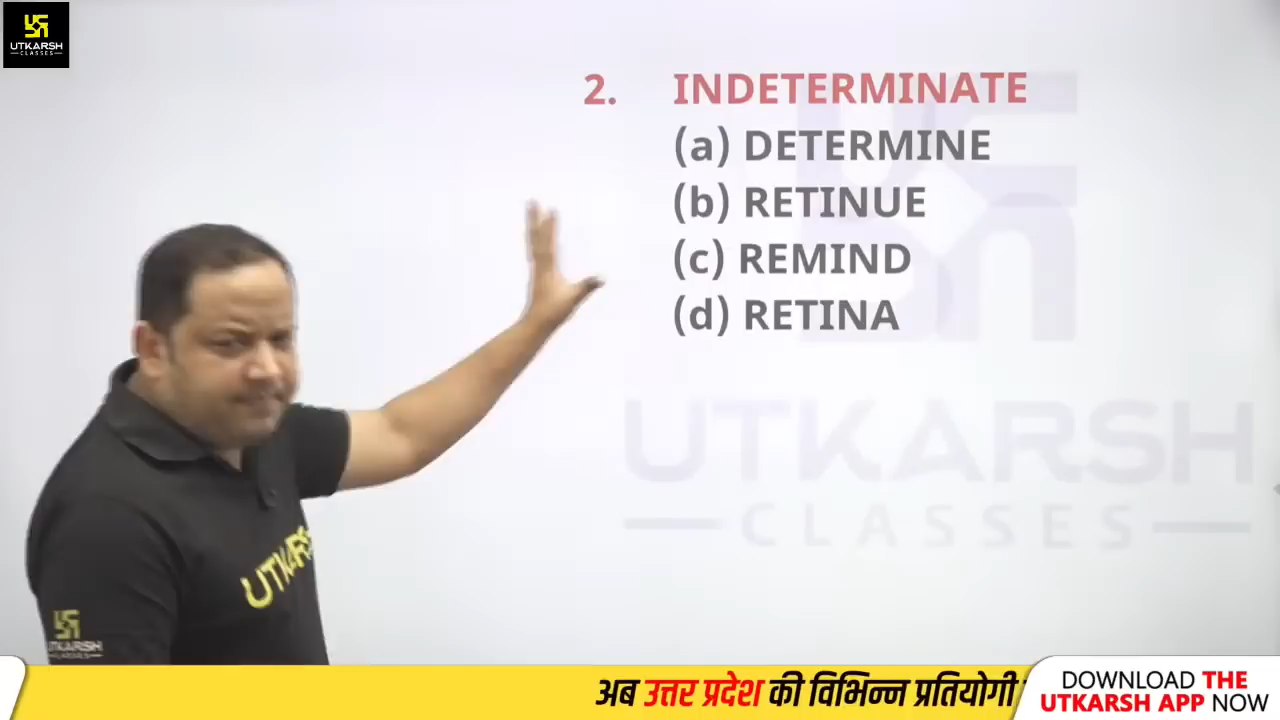 UTKARSH
CLASSES
2. INDETERMINATE
(a) DETERMINE
(b) RETINUE
(c) REMIND
(d) RETINA
UTKARSH
CLASSES
UTKARSH
UTKARSH
CLASSES
अब उत्तर प्रदेश की विभिन्न प्रतियोगी
DOWNLOAD THE
UTKARSH APP NOW